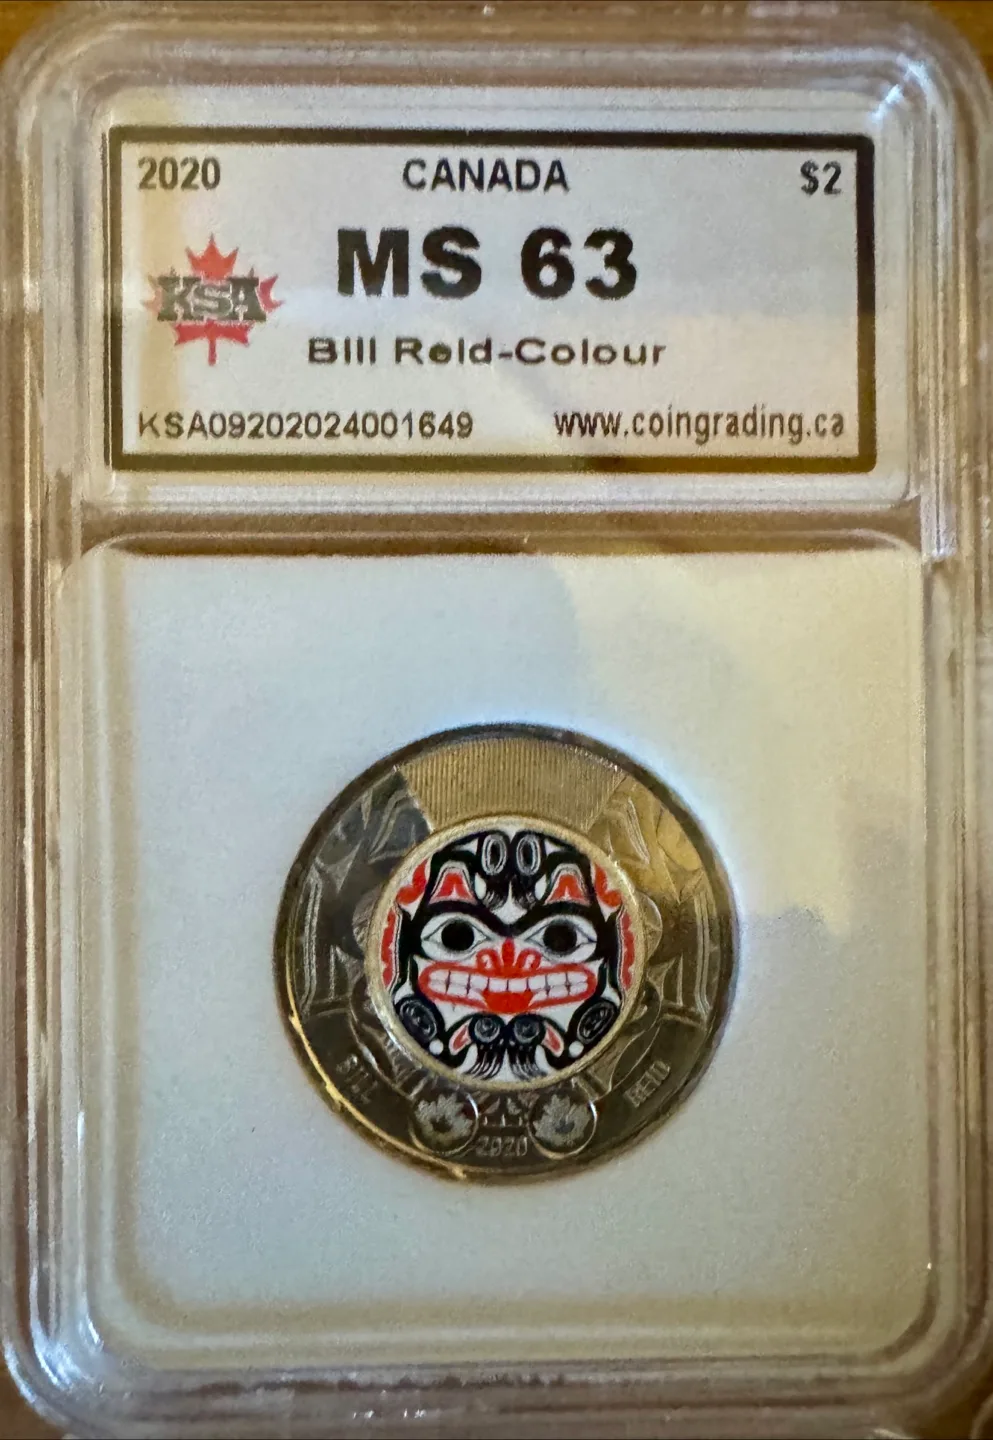 2020 CANADA $2
MS 63
KSA
Bill Reid-Colour
KSA09202024001649 www.coingrading.ca
BILL REID
2020